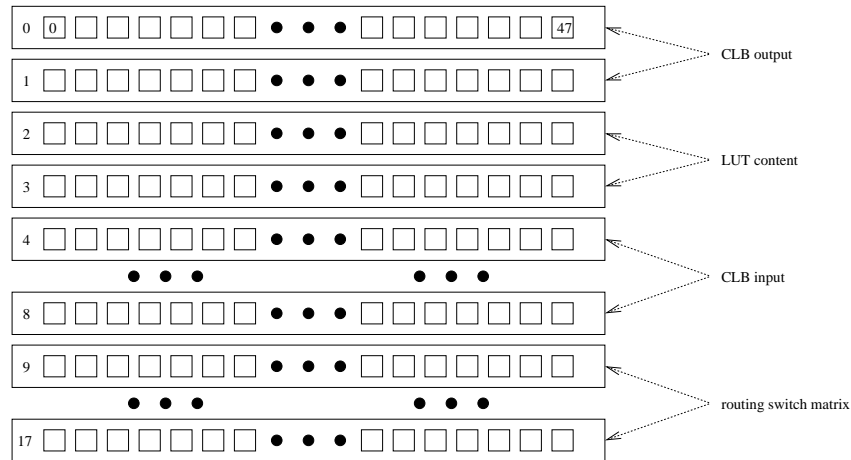 0 0 47
CLB output
1
2
LUT content
3
4
CLB input
8
9
routing switch matrix
17